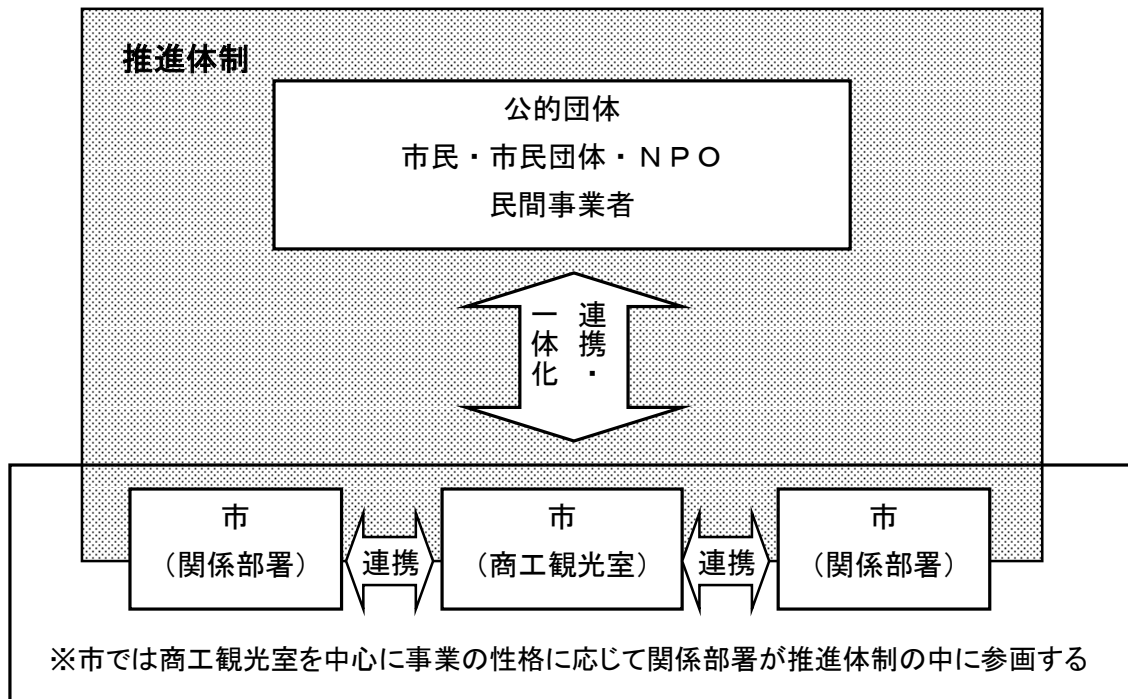 推進体制
公的団体
市民・市民団体・ＮＰＯ
民間事業者
連携・
一体化
市
（関係部署）
連携
市
（商工観光室）
連携
市
（関係部署）
※市では商工観光室を中心に事業の性格に応じて関係部署が推進体制の中に参画する